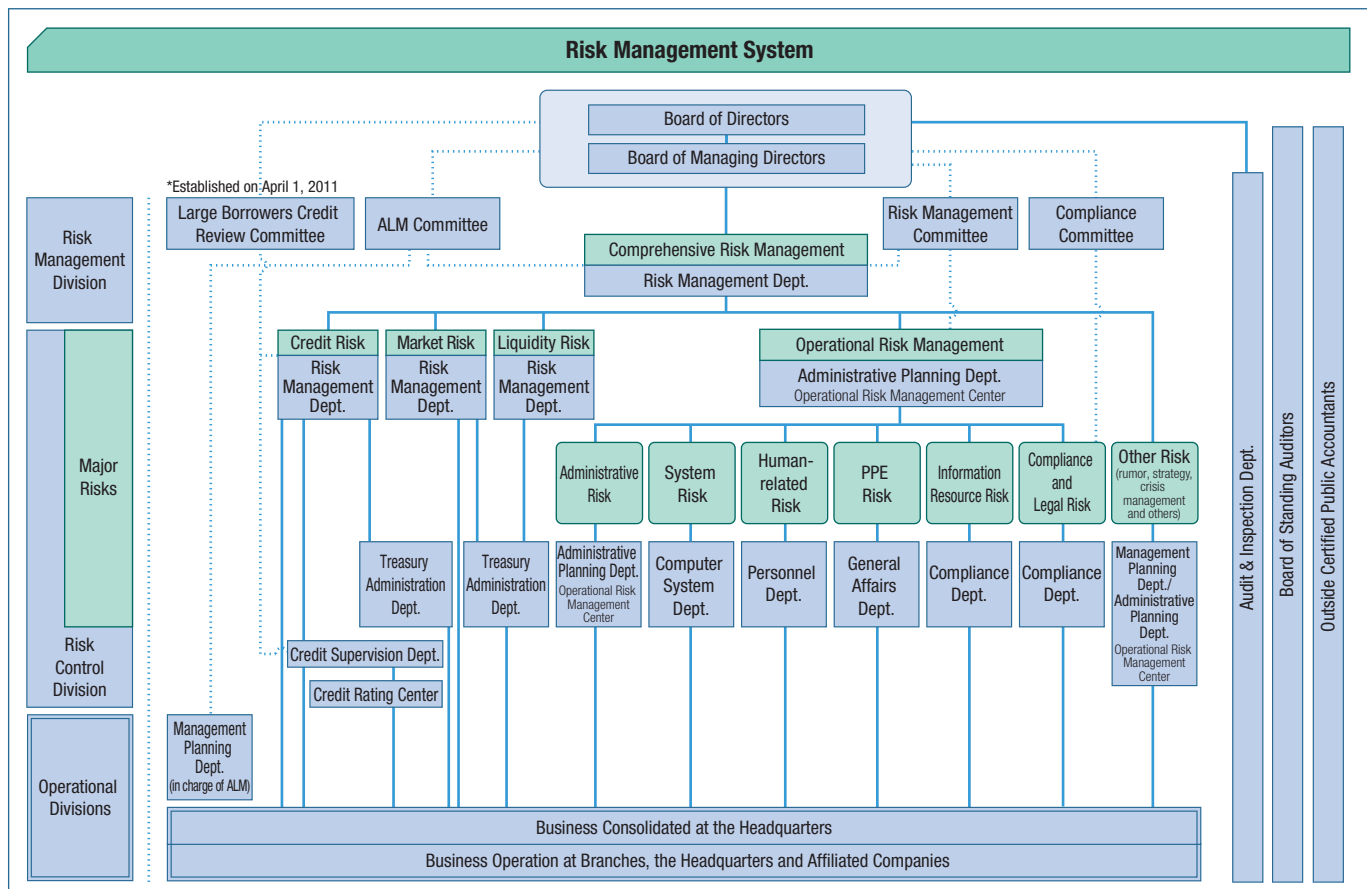 Risk Management System
Board of Directors
Board of Managing Directors
*Established on April 1, 2011
Risk
Management
Division
Large Borrowers Credit
Review Committee
ALM Committee
Risk Management
Committee
Compliance
Committee
Comprehensive Risk Management
Risk Management Dept.
Major
Risks
Risk
Control
Division
Credit Risk
Risk
Management
Dept.
Market Risk
Risk
Management
Dept.
Liquidity Risk
Risk
Management
Dept.
Operational Risk Management
Administrative Planning Dept.
Operational Risk Management Center
Administrative
Risk
System
Risk
Human-
related Risk
PPE
Risk
Information
Resource Risk
Compliance
and
Legal Risk
Other Risk
(rumor, strategy,
crisis
management
and others)
Treasury
Administration
Dept.
Treasury
Administration
Dept.
Administrative
Planning Dept.
Operational Risk
Management
Center
Computer
System
Dept.
Personnel
Dept.
General
Affairs
Dept.
Compliance
Dept.
Compliance
Dept.
Management
Planning
Dept./
Administrative
Planning
Dept.
Operational Risk
Management
Center
Credit Supervision Dept.
Credit Rating Center
Operational
Divisions
Management
Planning
Dept.
(in charge of ALM)
Business Consolidated at the Headquarters
Business Operation at Branches, the Headquarters and Affiliated Companies
Audit & Inspection Dept.
Board of Standing Auditors
Outside Certified Public Accountants